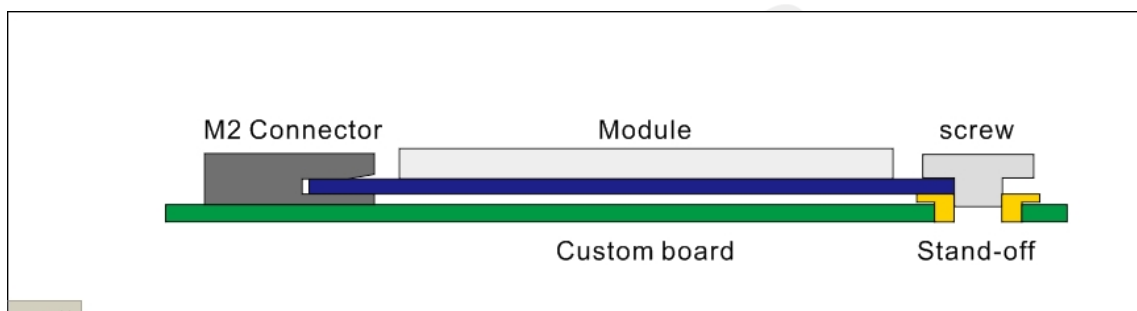 M2 Connector
Module
screw
Custom board
Stand-off